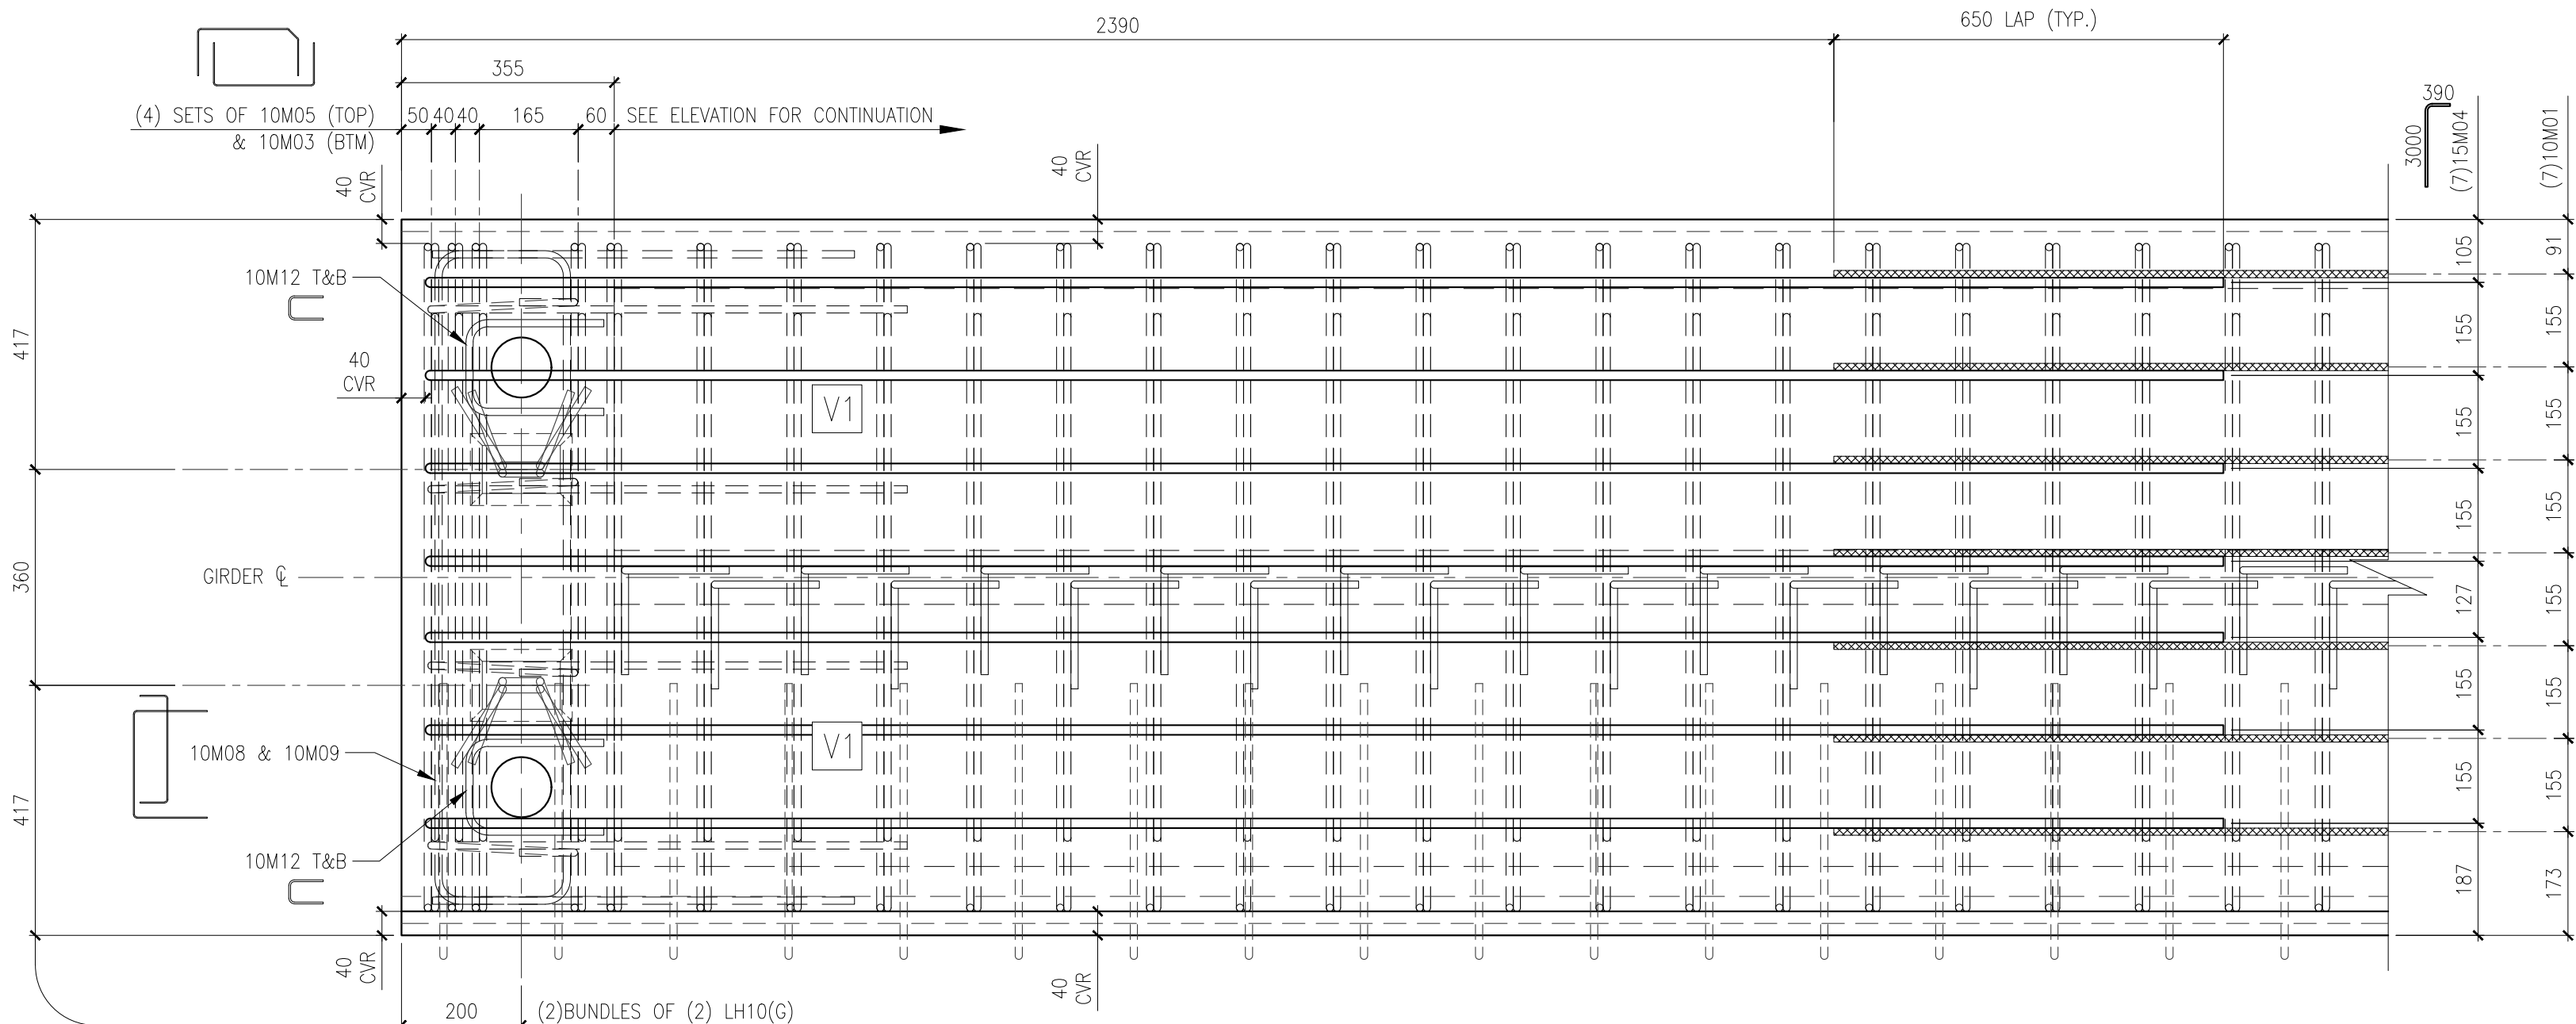 2390
650 LAP (TYP.)
355
(4) SETS OF 10M05 (TOP)
& 10M03 (BTM)
50
40
40
165
60
SEE ELEVATION FOR CONTINUATION
390
3000
(7)15M04
(7)10M01
40
CVR
40
CVR
10M12 T&B
417
40
CVR
V1
105
91
155
155
155
155
155
155
360
GIRDER ℄
127
155
10M08 & 10M09
V1
155
155
155
155
417
10M12 T&B
187
173
40
CVR
40
CVR
200
(2)BUNDLES OF (2) LH10(G)